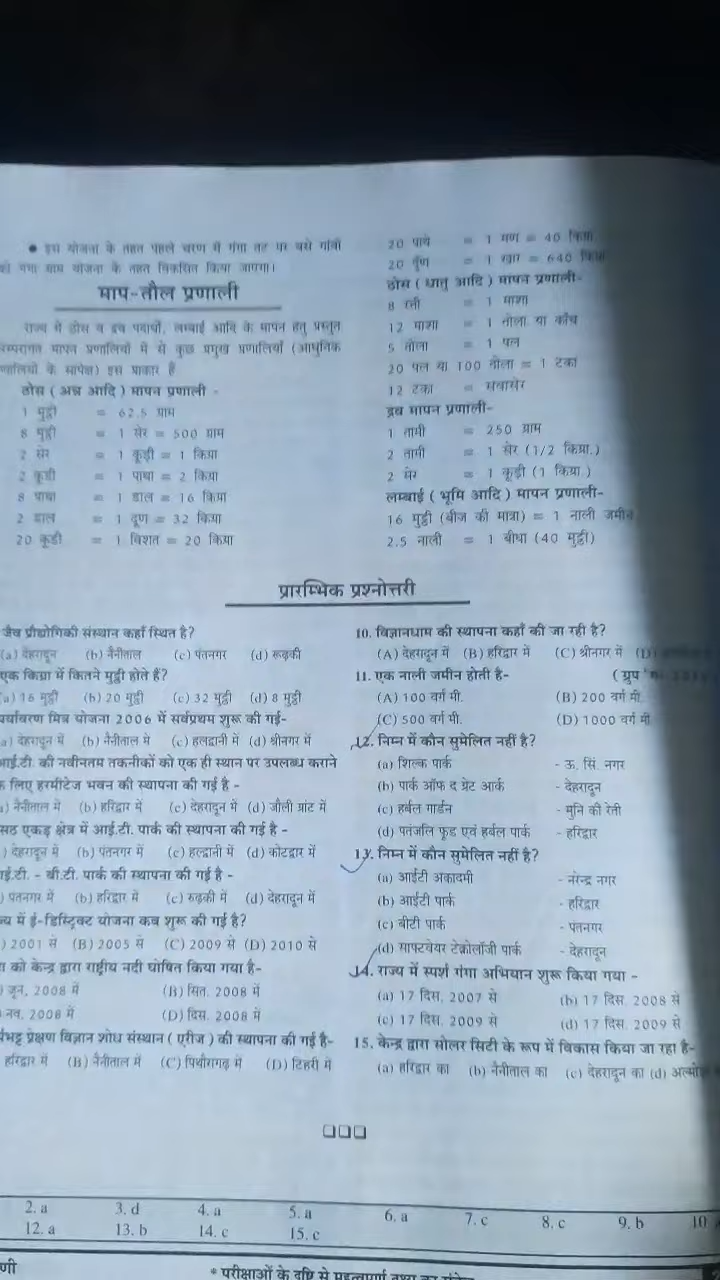 ● इस योजना के तहत पहले चरण में गंगा तट पर बसे गांवों
को गंगा ग्राम योजना के तहत विकसित किया जाएगा।
माप-तौल प्रणाली
राज्य में ठोस व द्रव पदार्थों, लम्बाई आदि के मापन हेतु प्रस्तुत
परम्परागत मापन प्रणालियों में से कुछ प्रमुख प्रणालियाँ (आधुनिक
के सापेक्ष) इस प्रकार हैं
ठोस ( अन्न आदि ) मापन प्रणाली -
1 मुट्ठी = 62.5 ग्राम
8 मुट्ठी = 1 सेर = 500 ग्राम
2 सेर = 1 कूड़ी = 1 किग्रा
2 कूड़ी = 1 पाथा = 2 किग्रा
8 पाथा = 1 डाल = 16 किग्रा
2 डाल = 1 दूण = 32 किग्रा
20 कूड़ी = 1 विशत = 20 किग्रा
20 पाथे = 1 मण = 40 किग्रा
20 दूण = 1 खार = 640 किग्रा
ठोस ( धातु आदि ) मापन प्रणाली-
8 रत्ती = 1 माशा
12 माशा = 1 तोला या काँच
5 तोला = 1 पल
20 पल या 100 तोला = 1 टका
12 टका = सवासेर
द्रव मापन प्रणाली-
1 तामी = 250 ग्राम
2 तामी = 1 सेर (1/2 किग्रा.)
2 सेर = 1 कूड़ी (1 किग्रा.)
लम्बाई ( भूमि आदि ) मापन प्रणाली-
16 मुट्ठी (बीज की मात्रा) = 1 नाली जमीन
2.5 नाली = 1 बीघा (40 मुट्ठी)
प्रारम्भिक प्रश्नोत्तरी
जैव प्रौद्योगिकी संस्थान कहाँ स्थित है?
(a) देहरादून (b) नैनीताल (c) पंतनगर (d) रूढ़की
एक किग्रा में कितने मुट्ठी होते हैं?
a) 16 मुट्ठी (b) 20 मुट्ठी (c) 32 मुट्ठी (d) 8 मुट्ठी
पर्यावरण मित्र योजना 2006 में सर्वप्रथम शुरू की गई-
a) देहरादून में (b) नैनीताल में (c) हलद्वानी में (d) श्रीनगर में
आई.टी. की नवीनतम तकनीकों को एक ही स्थान पर उपलब्ध कराने
के लिए हरमीटेज भवन की स्थापना की गई है -
) नैनीताल में (b) हरिद्वार में (c) देहरादून में (d) जौली ग्रांट में
साठ एकड़ क्षेत्र में आई.टी. पार्क की स्थापना की गई है -
) देहरादून में (b) पंतनगर में (c) हल्द्वानी में (d) कोटद्वार में
आई.टी. - बी.टी. पार्क की स्थापना की गई है -
) पंतनगर में (b) हरिद्वार में (c) रुढ़की में (d) देहरादून में
राज्य में ई-डिस्ट्रिक्ट योजना कब शुरू की गई है?
) 2001 से (B) 2005 से (C) 2009 से (D) 2010 से
को केन्द्र द्वारा राष्ट्रीय नदी घोषित किया गया है-
जून, 2008 में (B) सित. 2008 में
नव. 2008 में (D) दिस. 2008 में
प्रेक्षण विज्ञान शोध संस्थान ( एरीज ) की स्थापना की गई है-
हरिद्वार में (B) नैनीताल में (C) पिथौरागढ़ में (D) टिहरी में
10. विज्ञानधाम की स्थापना कहाँ की जा रही है?
(A) देहरादून में (B) हरिद्वार में (C) श्रीनगर में (D)
11. एक नाली जमीन होती है- ( ग्रुप
(A) 100 वर्ग मी. (B) 200 वर्ग मी.
(C) 500 वर्ग मी. (D) 1000 वर्ग मी
12. निम्न में कौन सुमेलित नहीं है?
(a) शिल्क पार्क - ऊ. सिं. नगर
(b) पार्क ऑफ द ग्रेट आर्क - देहरादून
(c) हर्बल गार्डन - मुनि की रेती
(d) पतंजलि फूड एवं हर्बल पार्क - हरिद्वार
13. निम्न में कौन सुमेलित नहीं है?
(a) आईटी अकादमी - नरेन्द्र नगर
(b) आईटी पार्क - हरिद्वार
(c) बीटी पार्क - पंतनगर
(d) साफ्टवेयर टेक्नोलॉजी पार्क - देहरादून
14. राज्य में स्पर्श गंगा अभियान शुरू किया गया -
(a) 17 दिस. 2007 से (b) 17 दिस. 2008 से
(c) 17 दिस. 2009 से (d) 17 दिस. 2009 से
15. केन्द्र द्वारा सोलर सिटी के रूप में विकास किया जा रहा है-
(a) हरिद्वार का (b) नैनीताल का (c) देहरादून का (d) अल्मो
2. a 3. d 4. a 5. a 6. a 7. c 8. c 9. b 10.
12. a 13. b 14. c 15. c
णी
* परीक्षाओं के दृष्टि से महत्वपूर्ण तथ्य